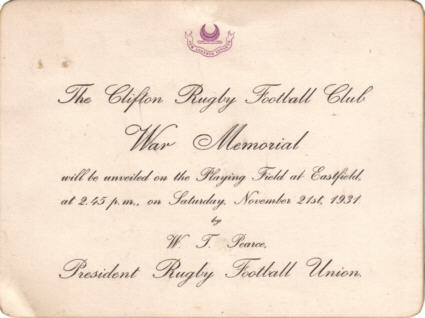 The Clifton Rugby Football Club
War Memorial
will be unveiled on the Playing Field at Eastfield,
at 2.45 p.m., on Saturday, November 21st, 1931
by
W. T. Pearce,
President Rugby Football Union.